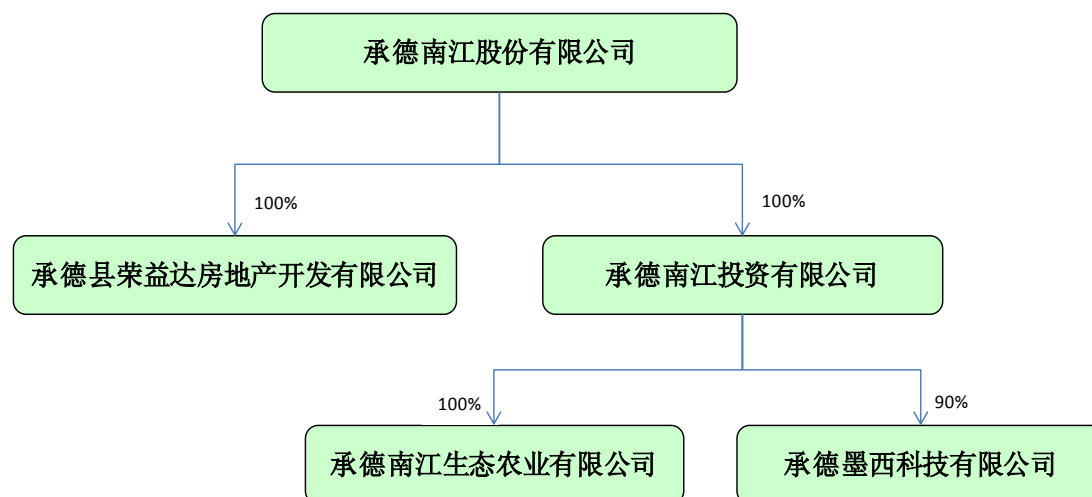 承德南江股份有限公司
100%
100%
承德县荣益达房地产开发有限公司
承德南江投资有限公司
100%
90%
承德南江生态农业有限公司
承德墨西科技有限公司